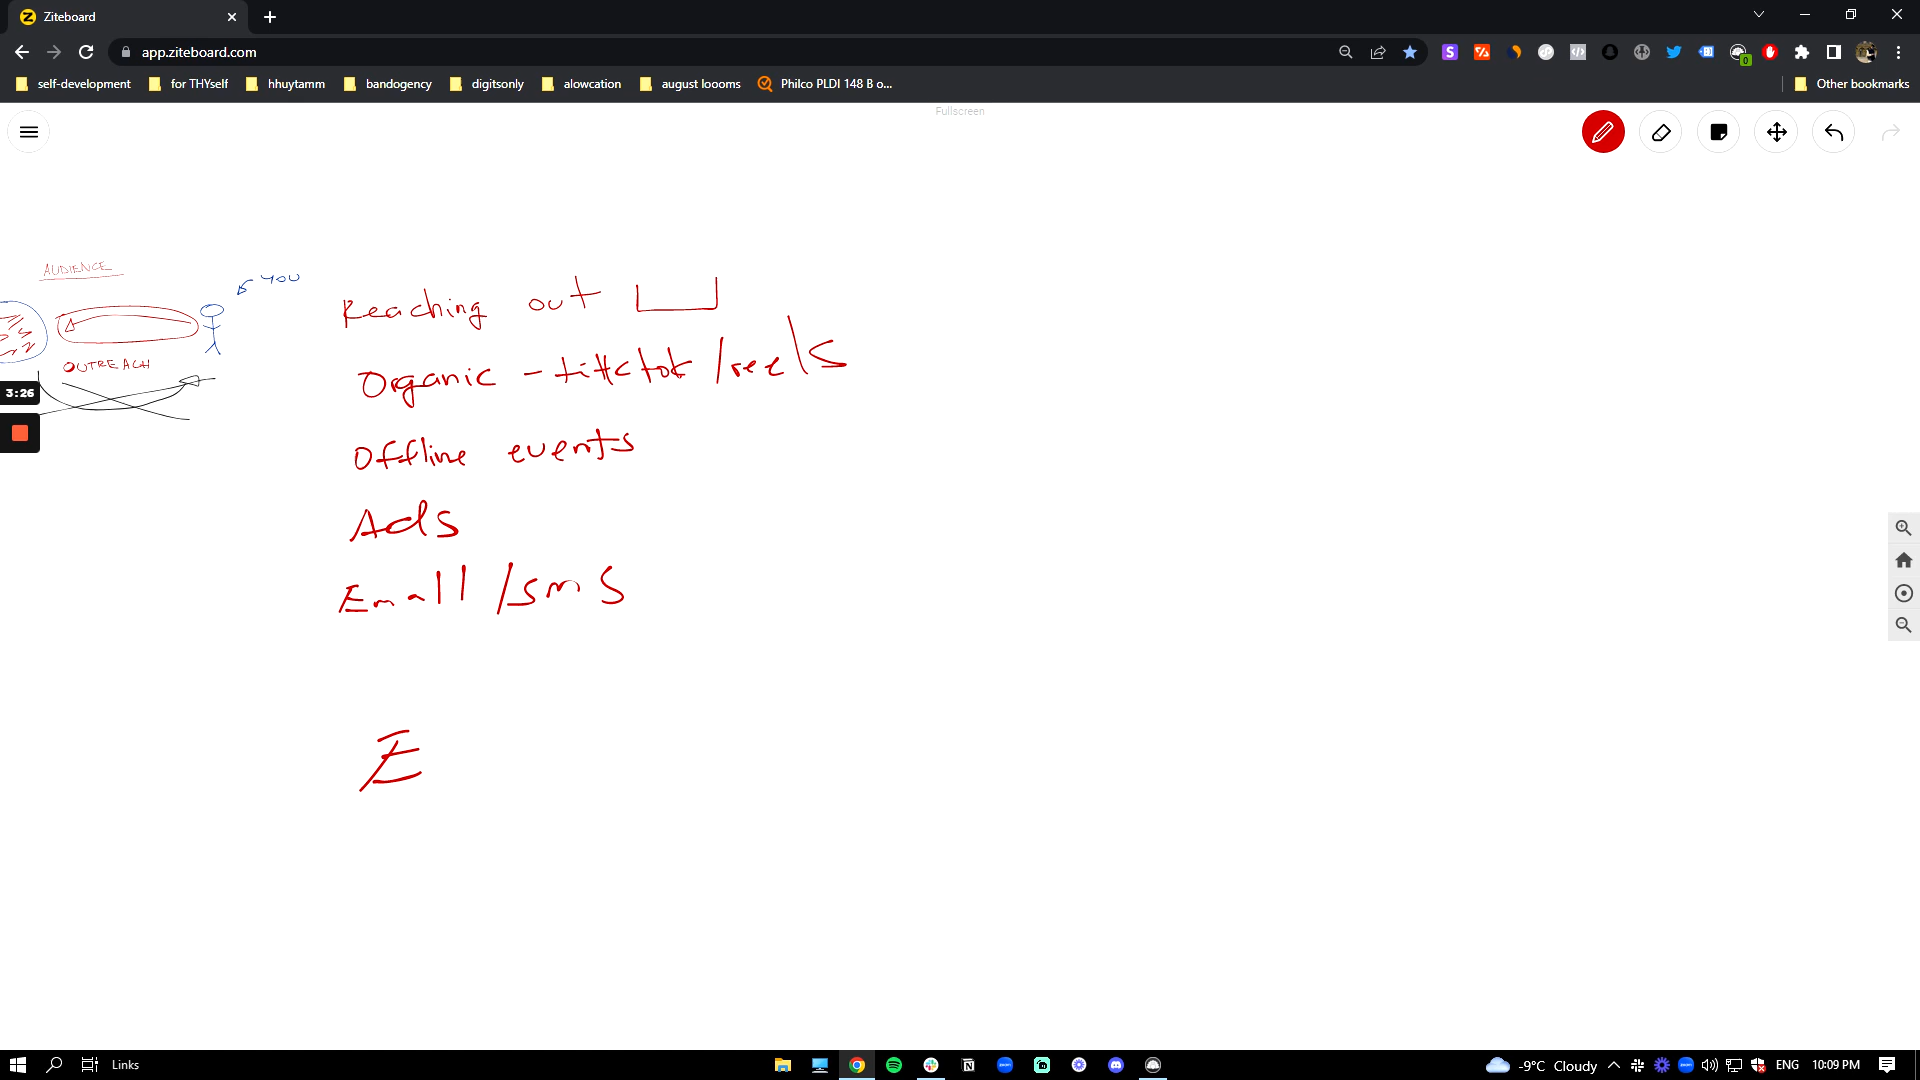 Ziteboard
app.ziteboard.com
0
self-development for THYself hhuytamm bandogency digitsonly alowcation august loooms Philco PLDI 148 B o... Other bookmarks
Fullscreen
AUDIENCE
YOU
OUTREACH
3:26
Reaching out
Organic - tiktok /reels
Offline events
Ads
Email /sms
E
Links
-9°C Cloudy ENG 10:09 PM